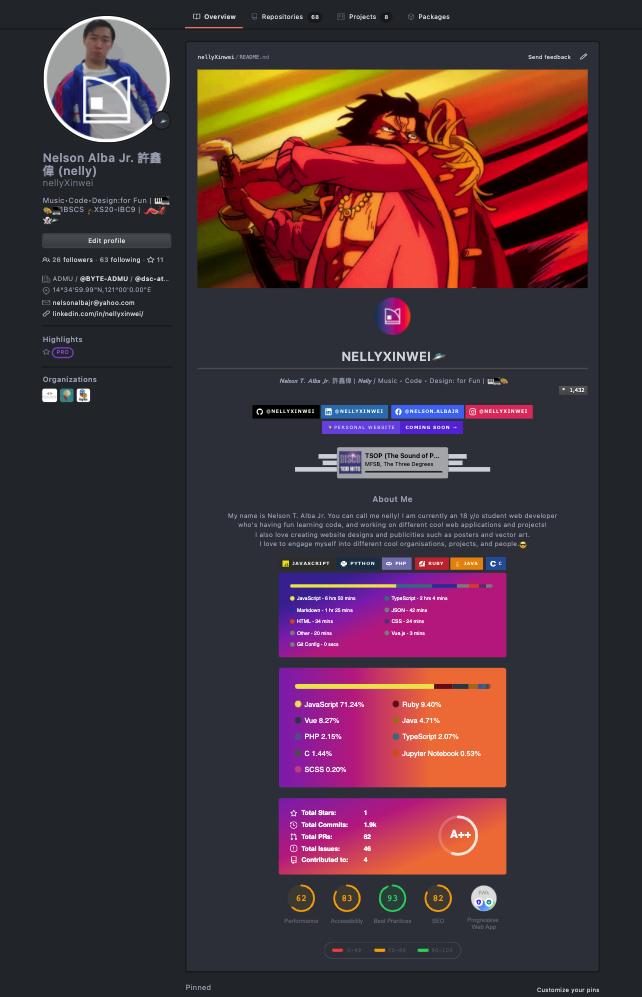 Overview
Repositories 68
Projects 8
Packages
nellyXinwei/README.md
Send feedback
Nelson Alba Jr. 許鑫
偉 (nelly)
nellyXinwei
Music•Code•Design:for Fun |
BSCS XS20-IBC9 |
Edit profile
26 followers · 63 following · 11
ADMU / @BYTE-ADMU / @dsc-at...
14°34'59.99"N,121°00'0.00"E
nelsonalbajr@yahoo.com
linkedin.com/in/nellyxinwei/
Highlights
PRO
Organizations
NELLYXINWEI
Nelson T. Alba Jr. 許鑫偉 | Nelly / Music • Code • Design: for Fun |
1,432
@NELLYXINWEI
@NELLYXINWEI
@NELSON.ALBAJR
@NELLYXINWEI
PERSONAL WEBSITE COMING SOON →
DISCO
TSOP (The Sound of P...
MFSB, The Three Degrees
About Me
My name is Nelson T. Alba Jr. You can call me nelly! I am currently an 18 y/o student web developer
who's having fun learning code, and working on different cool web applications and projects!
I also love creating website designs and publicities such as posters and vector art.
I love to engage myself into different cool organisations, projects, and people.
JAVASCRIPT
PYTHON
PHP
RUBY
JAVA
C
JavaScript - 6 hrs 50 mins
TypeScript - 2 hrs 4 mins
Markdown - 1 hr 25 mins
JSON - 42 mins
HTML - 34 mins
CSS - 24 mins
Other - 20 mins
Vue.js - 3 mins
Git Config - 0 secs
JavaScript 71.24%
Ruby 9.40%
Vue 8.27%
Java 4.71%
PHP 2.15%
TypeScript 2.07%
C 1.44%
Jupyter Notebook 0.53%
SCSS 0.20%
Total Stars: 1
Total Commits: 1.9k
Total PRs: 62
Total Issues: 46
Contributed to: 4
A++
62
83
93
82
PWA
Performance
Accessibility
Best Practices
SEO
Progressive
Web App
0-49
50-89
90-100
Pinned
Customize your pins